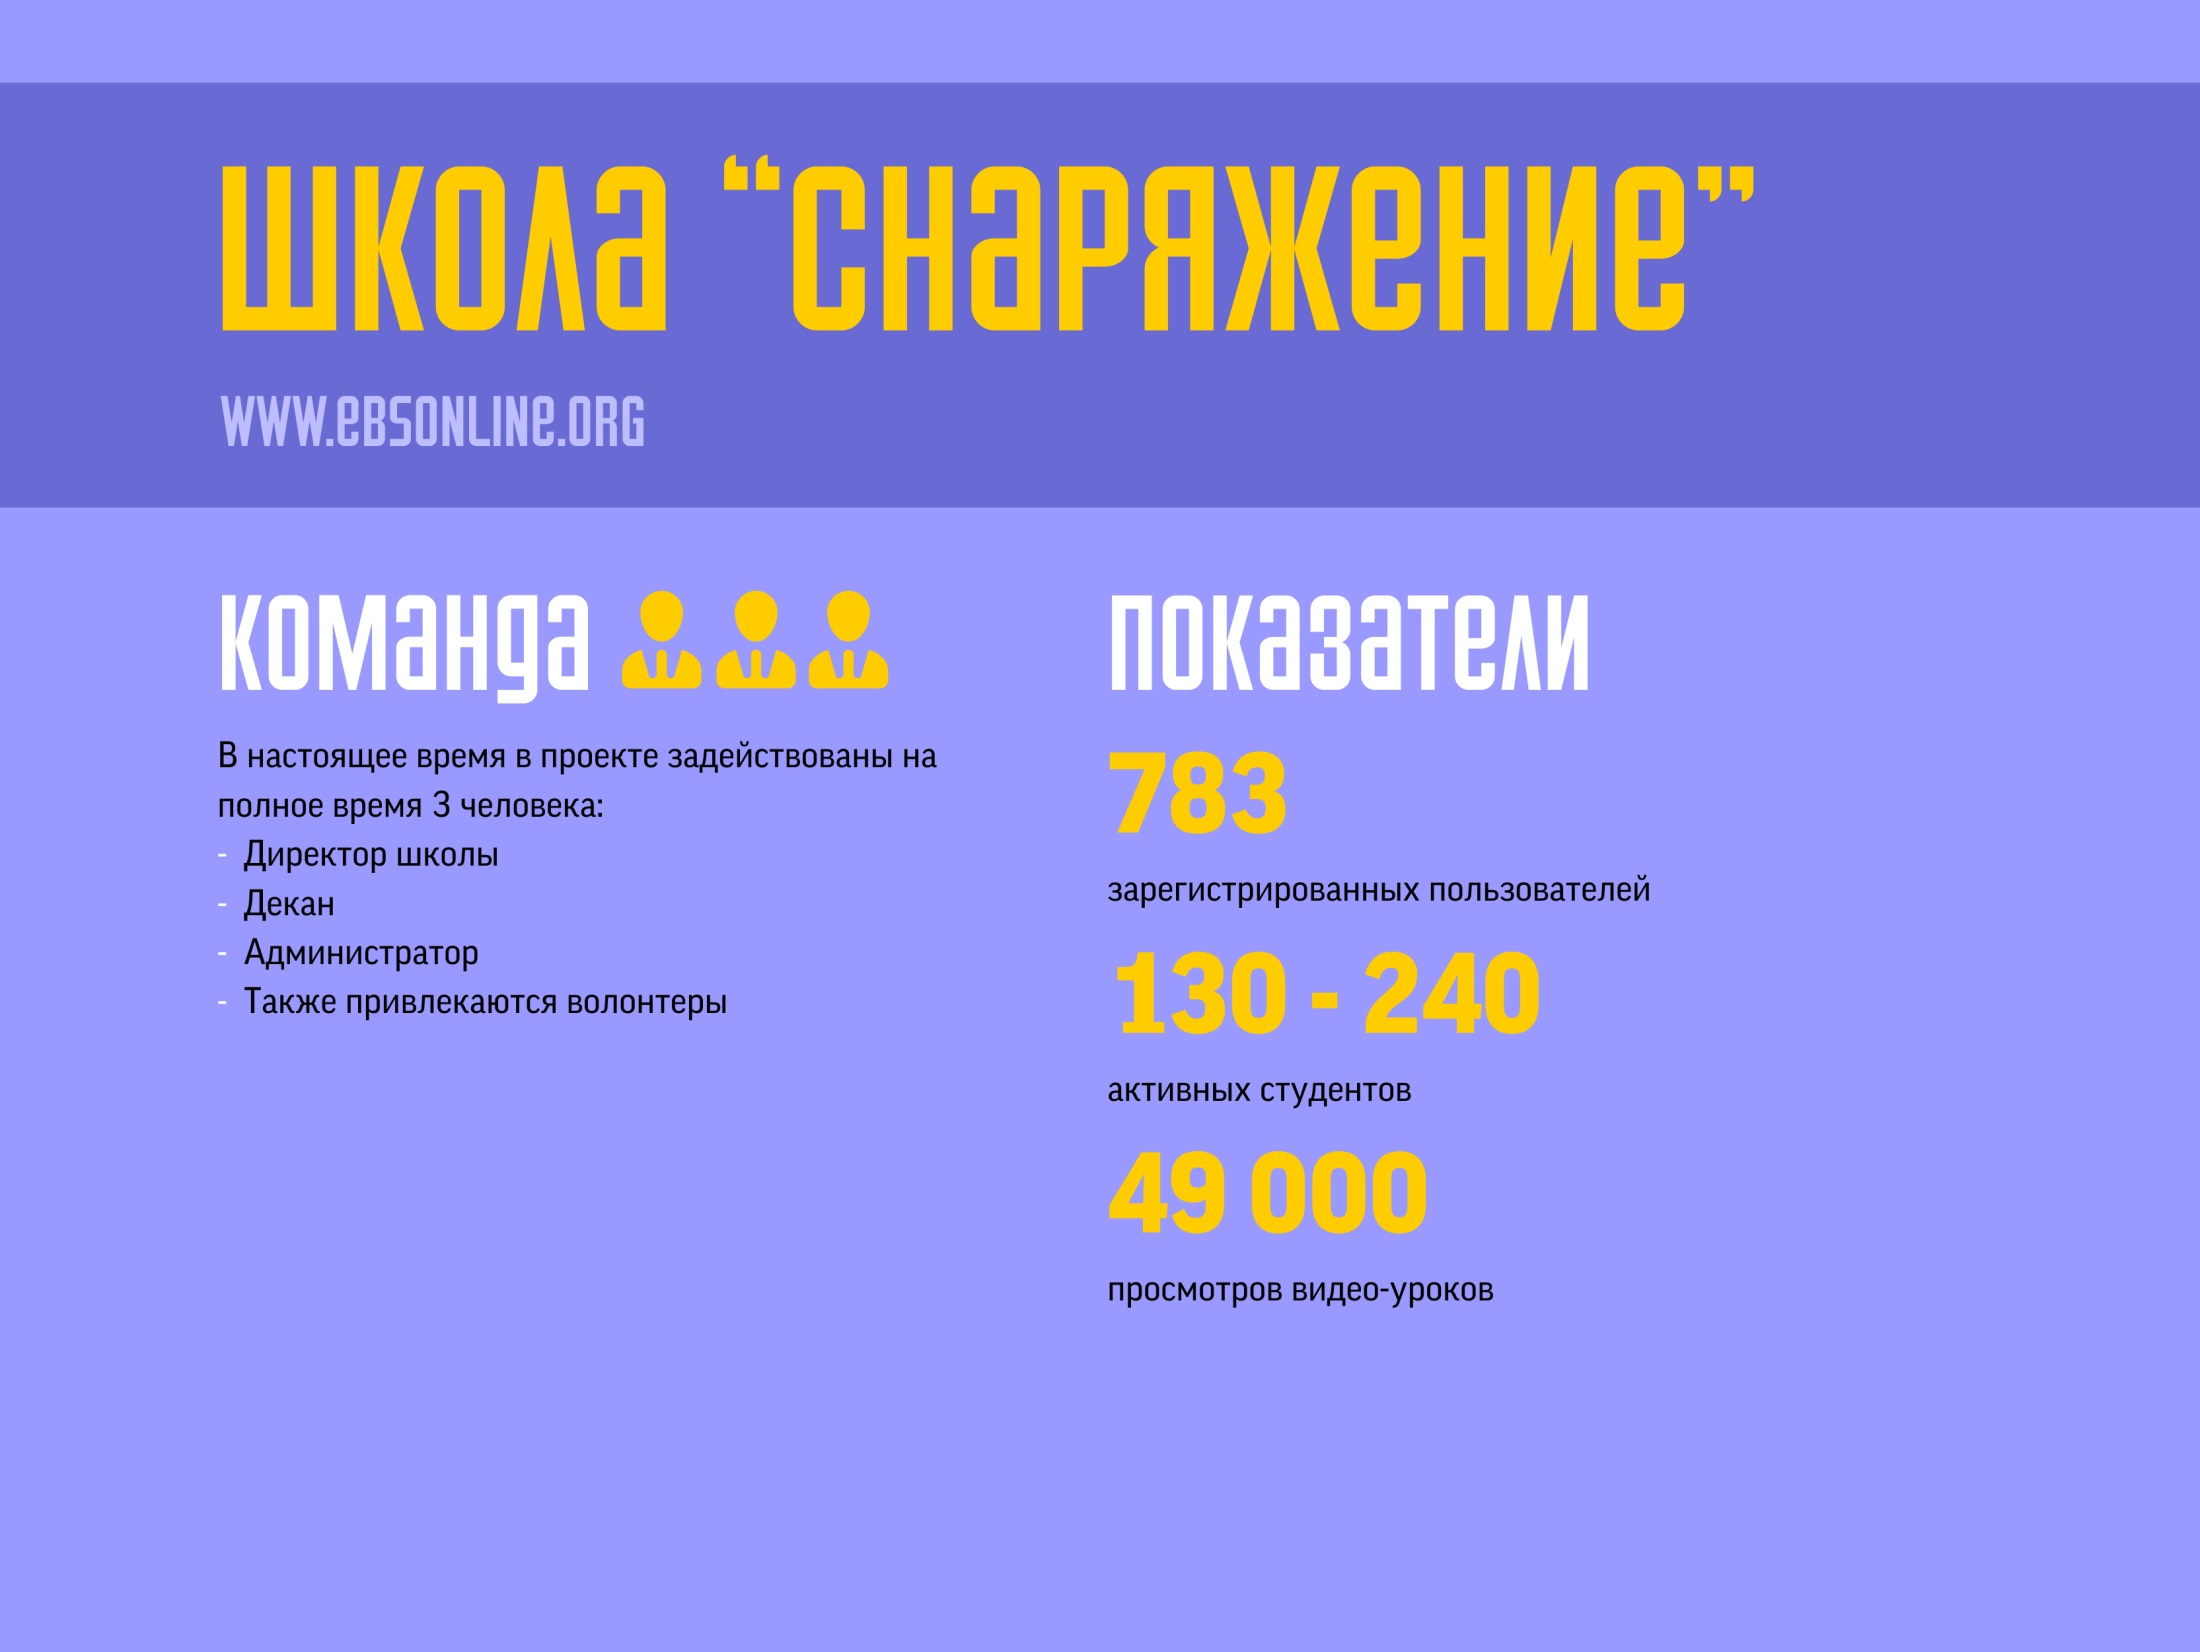 школа “снаряжение”
www.ebsonline.org
команда
В настоящее время в проекте задействованы на
полное время 3 человека:
- Директор школы
- Декан
- Администратор
- Также привлекаются волонтеры
показатели
783
зарегистрированных пользователей
130 - 240
активных студентов
49 000
просмотров видео-уроков